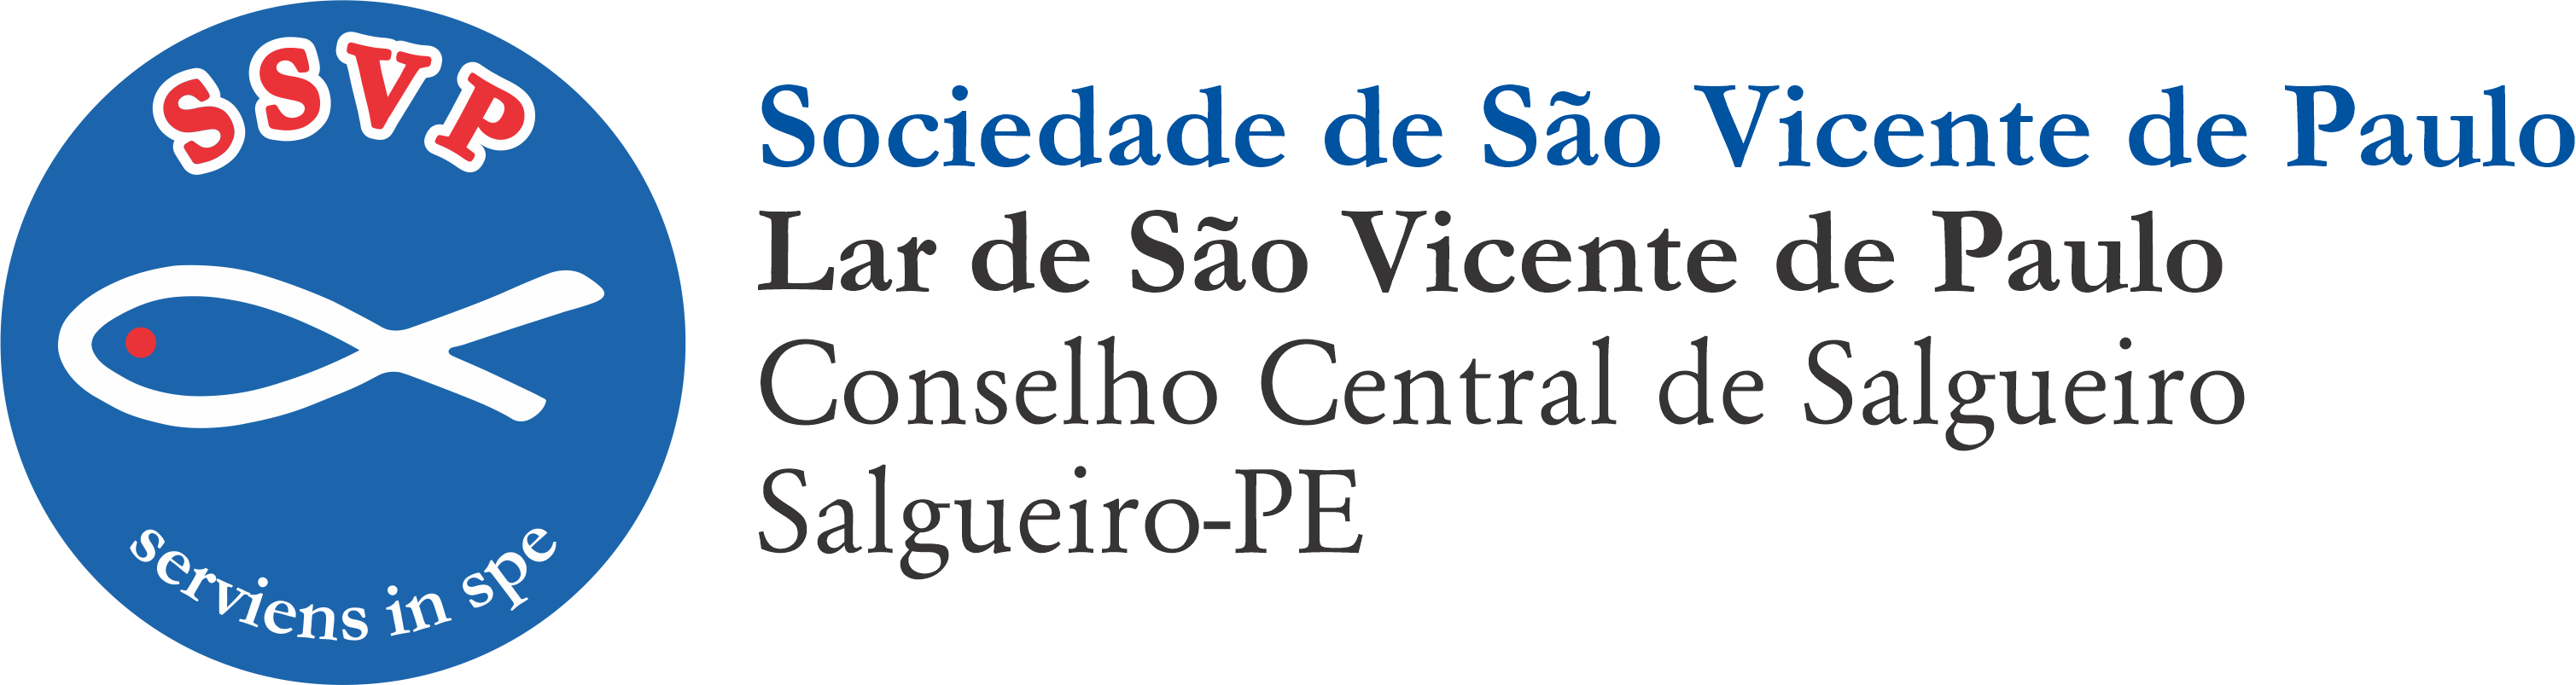 SSVP
serviens in spe
Sociedade de São Vicente de Paulo
Lar de São Vicente de Paulo
Conselho Central de Salgueiro
Salgueiro-PE